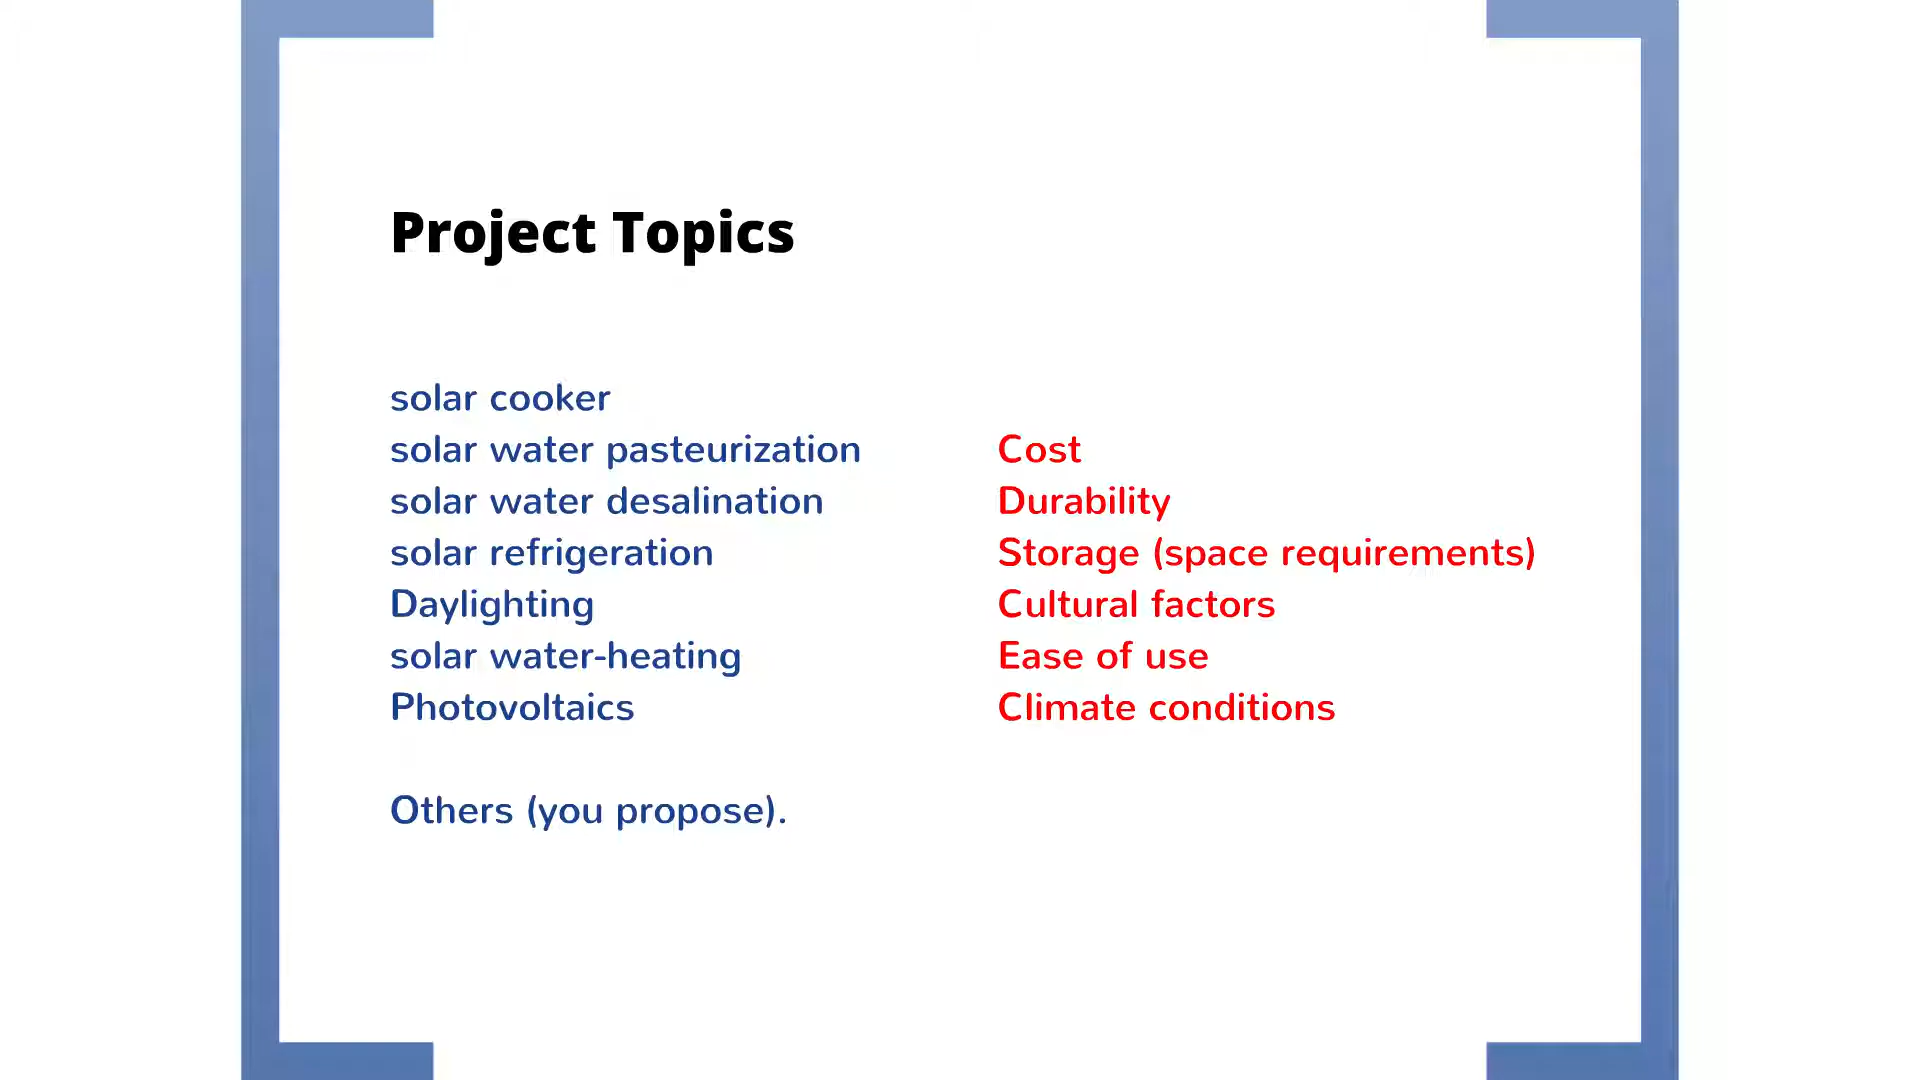 Project Topics
solar cooker
solar water pasteurization
solar water desalination
solar refrigeration
Daylighting
solar water-heating
Photovoltaics
Others (you propose).
Cost
Durability
Storage (space requirements)
Cultural factors
Ease of use
Climate conditions